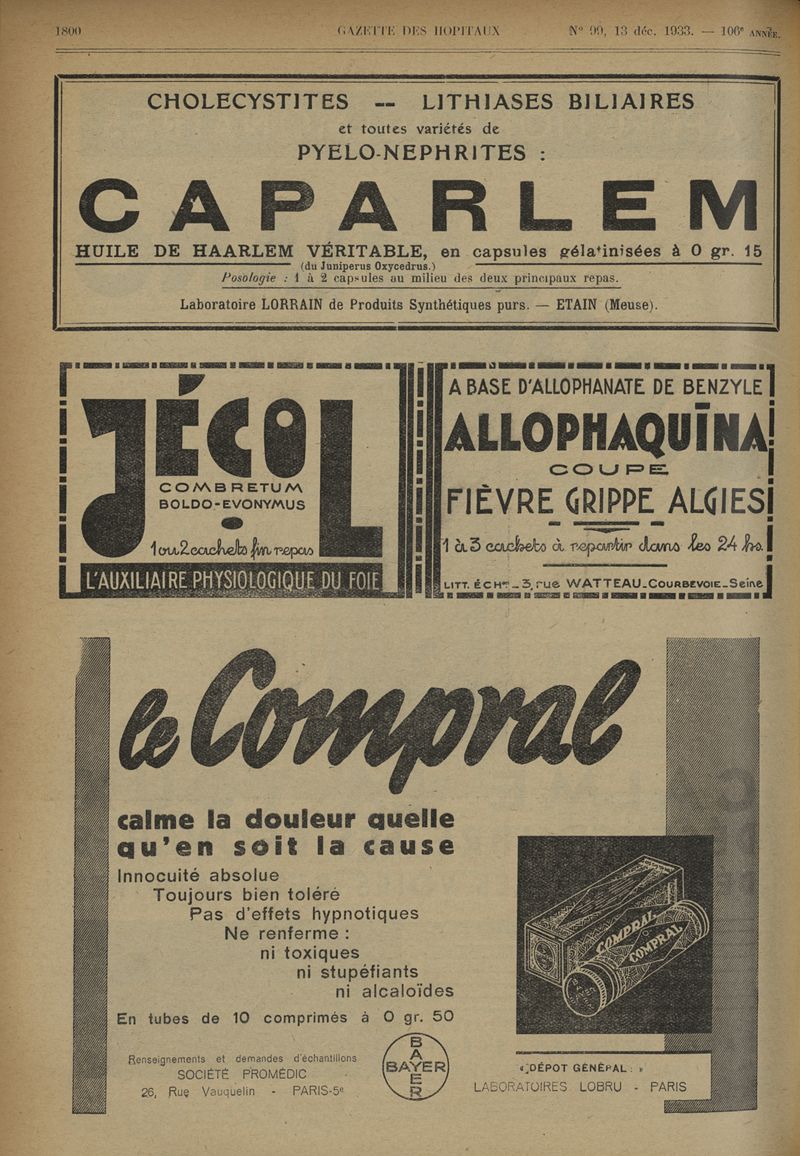 1800
GAZETTE DES HOPITAUX
N° 99, 13 déc. 1933. — 106e ANNÉE.
CHOLECYSTITES -- LITHIASES BILIAIRES
et toutes variétés de
PYELO-NEPHRITES :
CAPARLEM
HUILE DE HAARLEM VÉRITABLE, en capsules gélatinisées à 0 gr. 15
(du Juniperus Oxycedrus.)
Posologie : 1 à 2 capsules au milieu des deux principaux repas.
Laboratoire LORRAIN de Produits Synthétiques purs. — ETAIN (Meuse).
JÉCOL
COMBRETUM
BOLDO-EVONYMUS
1 ou 2 cachets fin repas
L'AUXILIAIRE PHYSIOLOGIQUE DU FOIE
A BASE D'ALLOPHANATE DE BENZYLE
ALLOPHAQUÏNA
COUPE
FIÈVRE GRIPPE ALGIES
1 à 3 cachets à repartir dans les 24 h.
LITT. ÉCHons - 3, rue WATTEAU - COURBEVOIE - Seine
le Compral
calme la douleur quelle
qu'en soit la cause
Innocuité absolue
Toujours bien toléré
Pas d'effets hypnotiques
Ne renferme :
ni toxiques
ni stupéfiants
ni alcaloïdes
En tubes de 10 comprimés à 0 gr. 50
COMPRAL
COMPRAL
Renseignements et demandes d'échantillons
SOCIÉTÉ PROMÉDIC
26, Rue Vauquelin - PARIS-5e
BAYER
BAYER
« DÉPOT GÉNÉRAL : »
LABORATOIRES LOBRU - PARIS